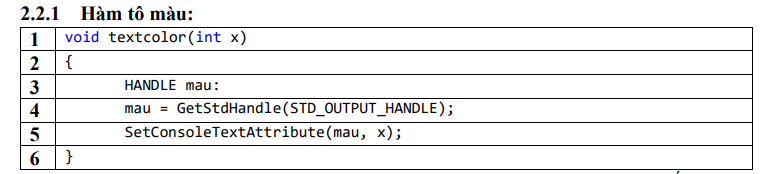 2.2.1 Hàm tô màu:
1 void textcolor(int x)
2 {
3 HANDLE mau:
4 mau = GetStdHandle(STD_OUTPUT_HANDLE);
5 SetConsoleTextAttribute(mau, x);
6 }